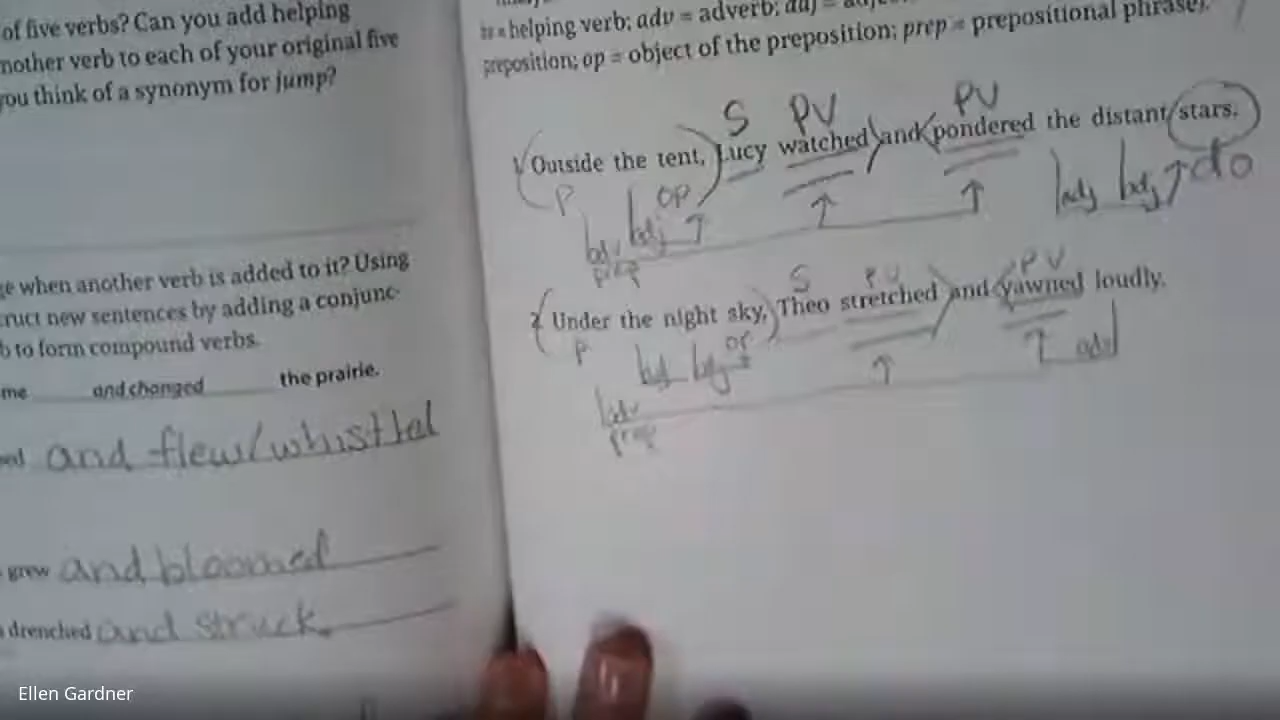 of five verbs? Can you add helping
nother verb to each of your original five
you think of a synonym for jump?
ge when another verb is added to it? Using
truct new sentences by adding a conjunc-
b to form compound verbs.
me and changed the prairie.
and flew/whisttel
grew and bloomed
drenched and struck
= helping verb; adv = adverb; adj =
preposition; op = object of the preposition; prep = prepositional phrase).
S PV PV
1. Outside the tent, Lucy watched and pondered the distant stars.
P op adj adj do
adv adj
prep
S PV PV
2. Under the night sky, Theo stretched and yawned loudly.
P adj adj op adv
adv
prep
Ellen Gardner